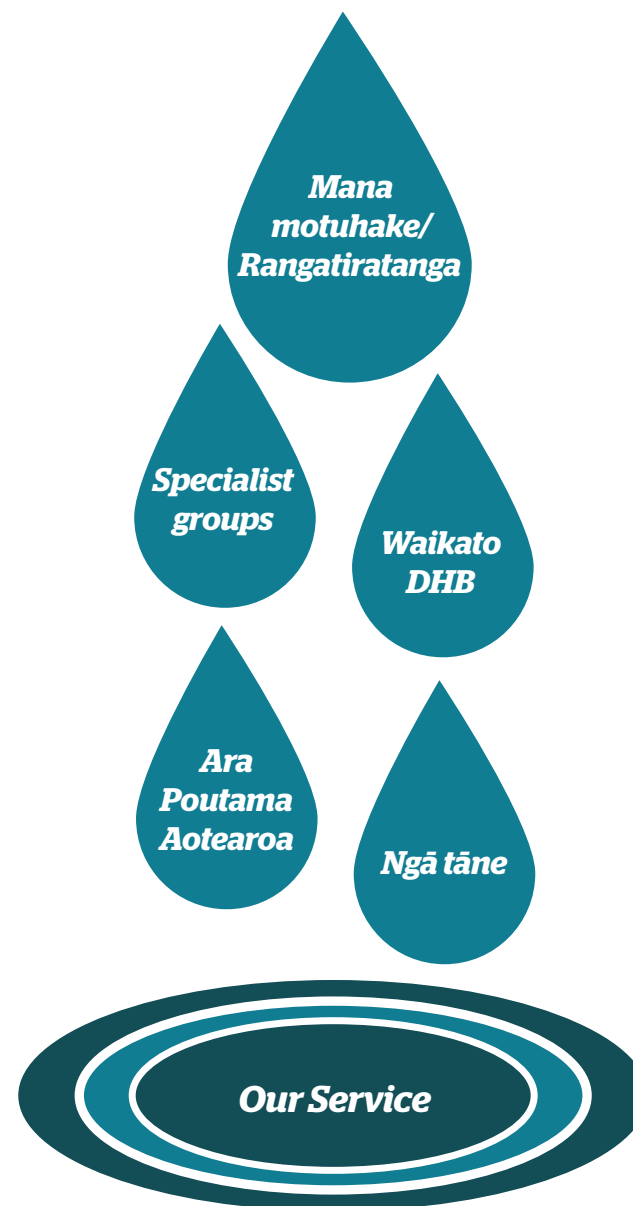 Mana
motuhake/
Rangatiratanga
Specialist
groups
Waikato
DHB
Ara
Poutama
Aotearoa
Ngā tāne
Our Service